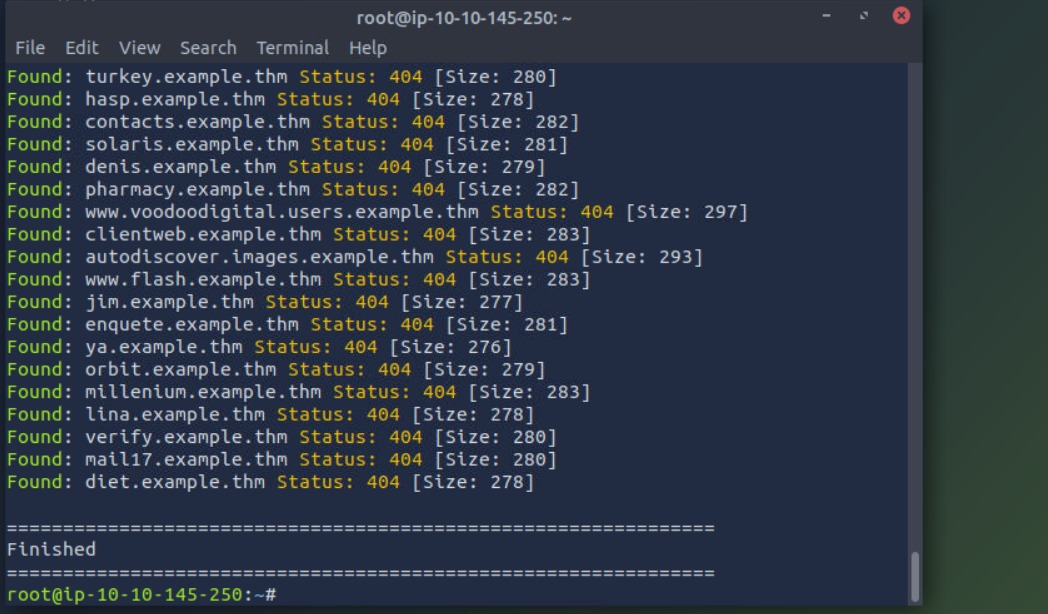 root@ip-10-10-145-250: ~
File Edit View Search Terminal Help
Found: turkey.example.thm Status: 404 [Size: 280]
Found: hasp.example.thm Status: 404 [Size: 278]
Found: contacts.example.thm Status: 404 [Size: 282]
Found: solaris.example.thm Status: 404 [Size: 281]
Found: denis.example.thm Status: 404 [Size: 279]
Found: pharmacy.example.thm Status: 404 [Size: 282]
Found: www.voodoodigital.users.example.thm Status: 404 [Size: 297]
Found: clientweb.example.thm Status: 404 [Size: 283]
Found: autodiscover.images.example.thm Status: 404 [Size: 293]
Found: www.flash.example.thm Status: 404 [Size: 283]
Found: jim.example.thm Status: 404 [Size: 277]
Found: enquete.example.thm Status: 404 [Size: 281]
Found: ya.example.thm Status: 404 [Size: 276]
Found: orbit.example.thm Status: 404 [Size: 279]
Found: millenium.example.thm Status: 404 [Size: 283]
Found: lina.example.thm Status: 404 [Size: 278]
Found: verify.example.thm Status: 404 [Size: 280]
Found: mail17.example.thm Status: 404 [Size: 280]
Found: diet.example.thm Status: 404 [Size: 278]
===============================================================
Finished
===============================================================
root@ip-10-10-145-250:~#